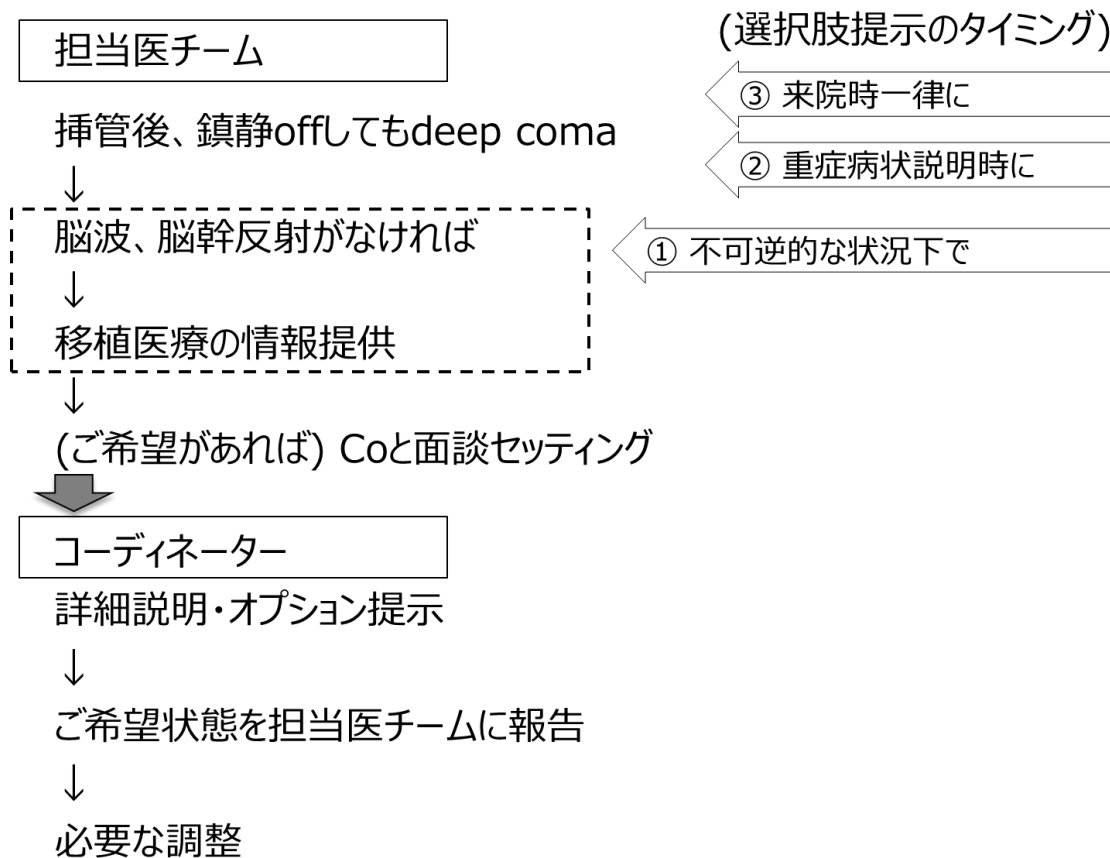 担当医チーム
(選択肢提示のタイミング)
③ 来院時一律に
挿管後、鎮静offしてもdeep coma
② 重症病状説明時に
↓
脳波、脳幹反射がなければ
① 不可逆的な状況下で
↓
移植医療の情報提供
↓
(ご希望があれば) Coと面談セッティング
コーディネーター
詳細説明・オプション提示
↓
ご希望状態を担当医チームに報告
↓
必要な調整